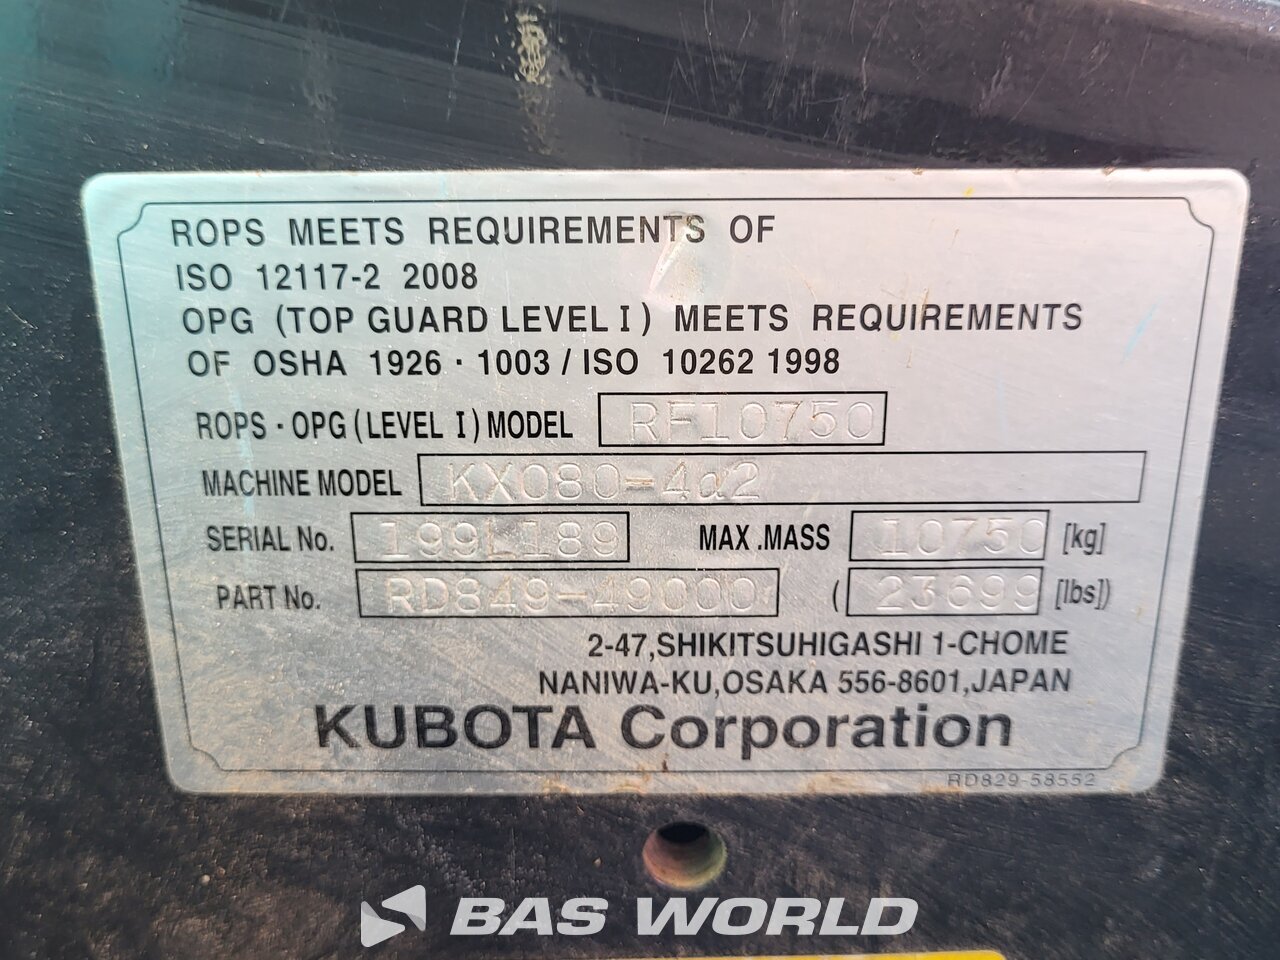 ROPS MEETS REQUIREMENTS OF
ISO 12117-2 2008
OPG (TOP GUARD LEVEL I) MEETS REQUIREMENTS
OF OSHA 1926 · 1003 / ISO 10262 1998
ROPS · OPG (LEVEL I) MODEL RF10750
MACHINE MODEL KX080-4α2
SERIAL No. 199L189 MAX .MASS 10750 [kg]
PART No. RD849-49000 ( 23699 [lbs])
2-47,SHIKITSUHIGASHI 1-CHOME
NANIWA-KU,OSAKA 556-8601,JAPAN
KUBOTA Corporation
RD829-58552
BAS WORLD